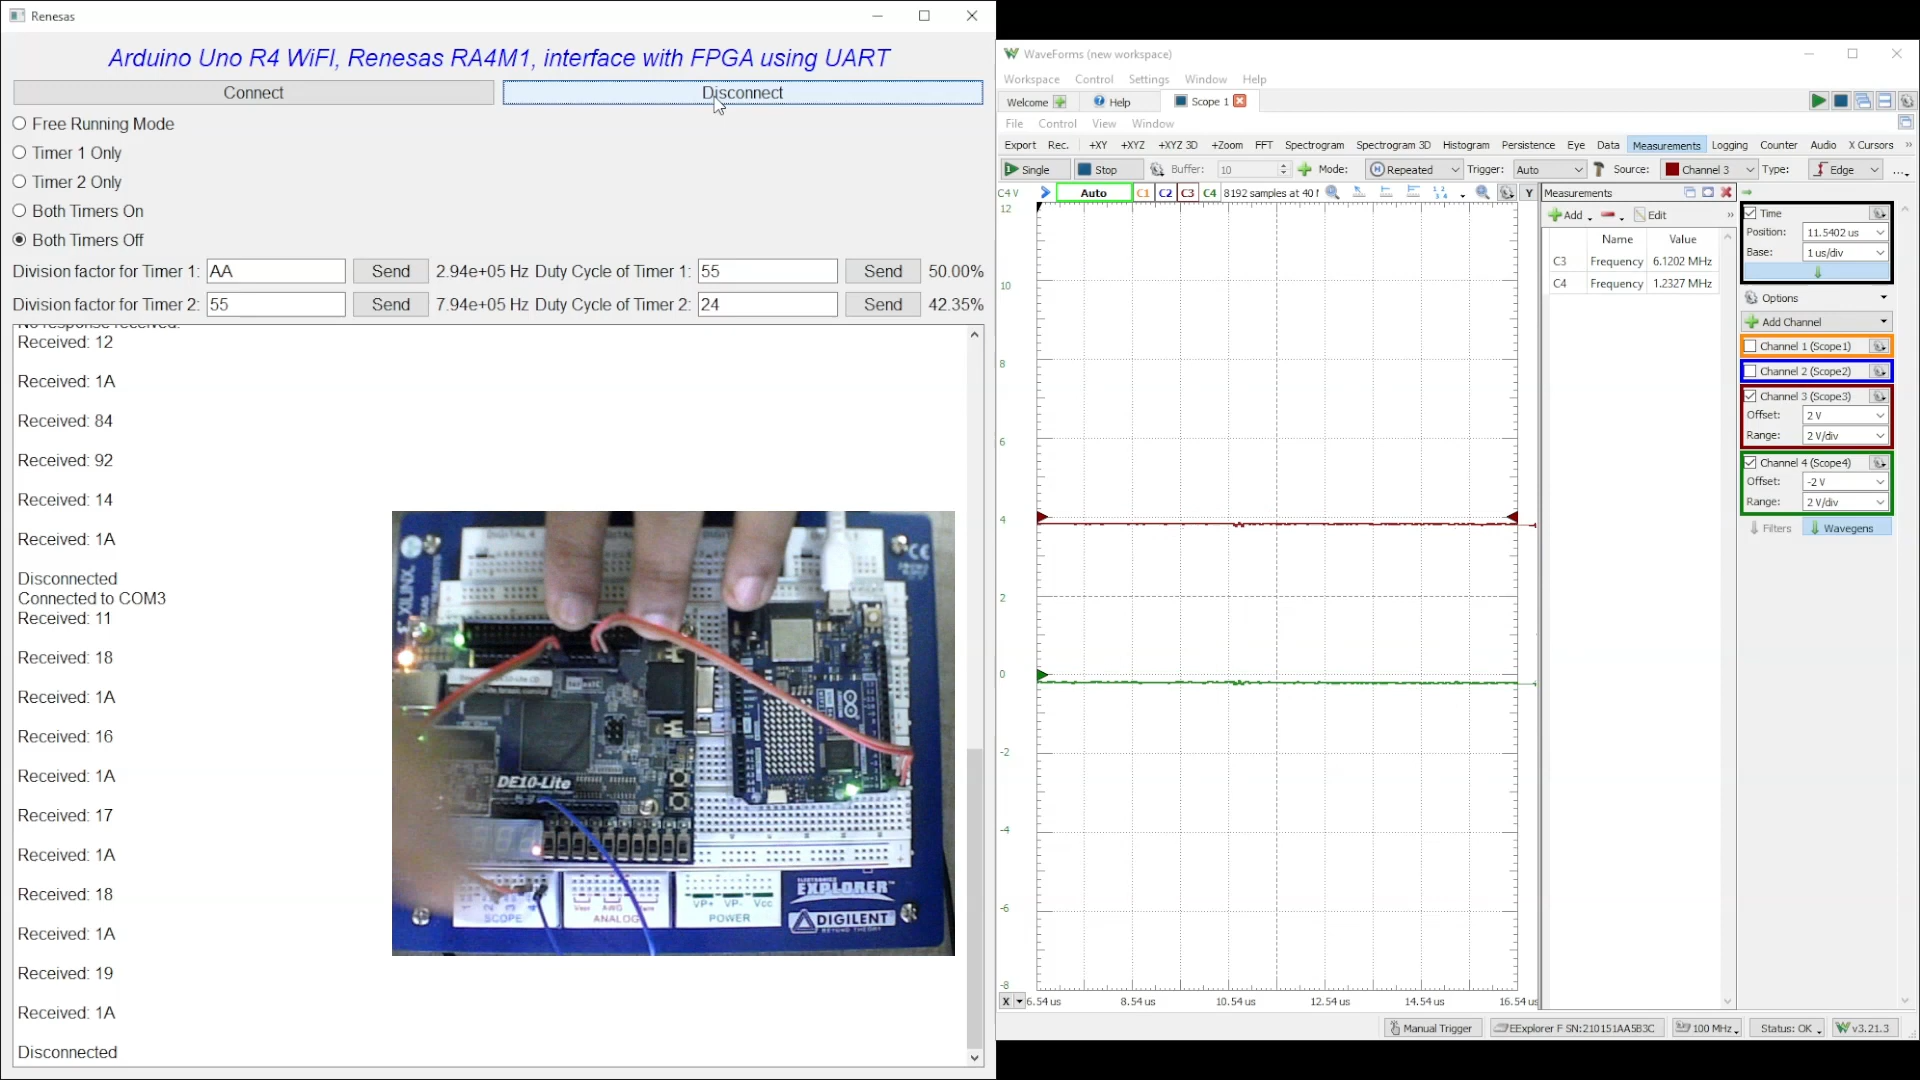 Renesas
Arduino Uno R4 WiFI, Renesas RA4M1, interface with FPGA using UART
Connect
Disconnect
Free Running Mode
Timer 1 Only
Timer 2 Only
Both Timers On
Both Timers Off
Division factor for Timer 1: AA Send 2.94e+05 Hz Duty Cycle of Timer 1: 55 Send 50.00%
Division factor for Timer 2: 55 Send 7.94e+05 Hz Duty Cycle of Timer 2: 24 Send 42.35%
No response received.
Received: 12
Received: 1A
Received: 84
Received: 92
Received: 14
Received: 1A
Disconnected
Connected to COM3
Received: 11
Received: 18
Received: 1A
Received: 16
Received: 1A
Received: 17
Received: 1A
Received: 18
Received: 1A
Received: 19
Received: 1A
Disconnected
XILINX
DE10-Lite
SCOPE
ANALOG
VP+ VP- Vcc
POWER
EXPLORER
DIGILENT
BEYOND THEORY
WaveForms (new workspace)
Workspace Control Settings Window Help
Welcome Help Scope 1
File Control View Window
Export Rec. +XY +XYZ +XYZ 3D +Zoom FFT Spectrogram Spectrogram 3D Histogram Persistence Eye Data Measurements Logging Counter Audio X Cursors »
Single Stop Buffer: 10 Mode: Repeated Trigger: Auto Source: Channel 3 Type: Edge
C4 V Auto C1 C2 C3 C4 8192 samples at 40 Y
12
10
8
6
4
2
0
-2
-4
-6
-8
X 6.54 us 8.54 us 10.54 us 12.54 us 14.54 us 16.54 us
Measurements
Add Edit »
Name Value
C3 Frequency 6.1202 MHz
C4 Frequency 1.2327 MHz
Time
Position: 11.5402 us
Base: 1 us/div
Options
Add Channel
Channel 1 (Scope1)
Channel 2 (Scope2)
Channel 3 (Scope3)
Offset: 2 V
Range: 2 V/div
Channel 4 (Scope4)
Offset: -2 V
Range: 2 V/div
Filters Wavegens
Manual Trigger EExplorer F SN:210151AA5B3C 100 MHz Status: OK v3.21.3